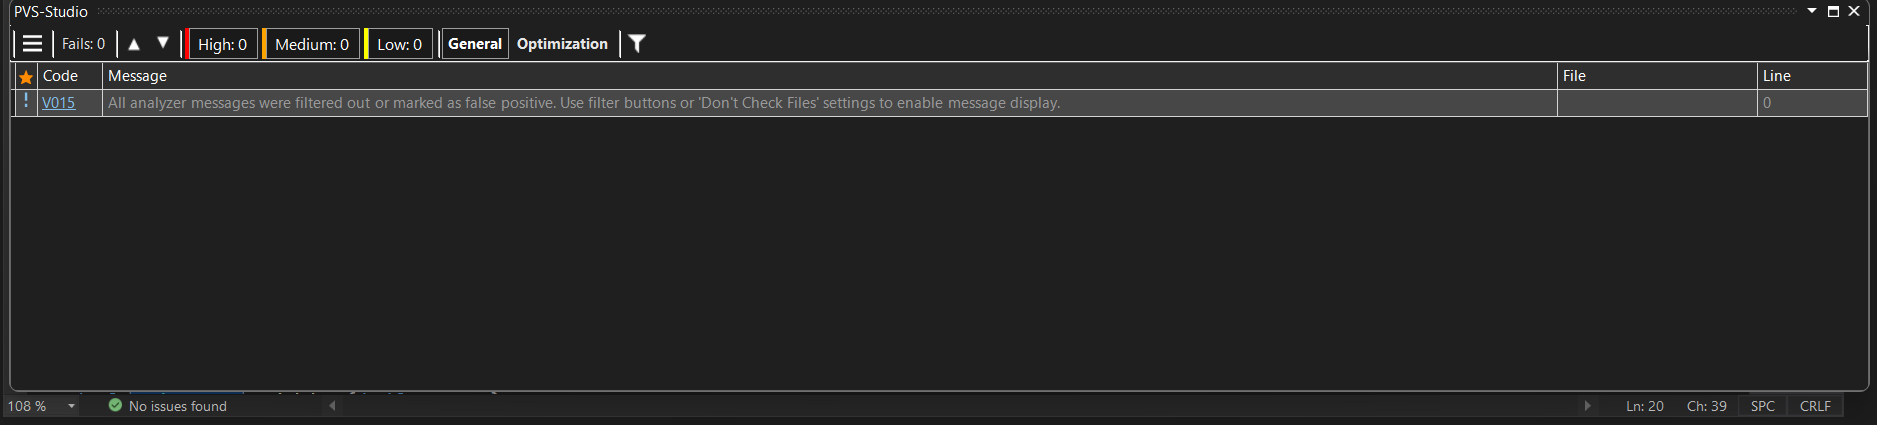 PVS-Studio
Fails: 0 High: 0 Medium: 0 Low: 0 General Optimization
Code Message File Line
! V015 All analyzer messages were filtered out or marked as false positive. Use filter buttons or 'Don't Check Files' settings to enable message display. 0
108 % No issues found Ln: 20 Ch: 39 SPC CRLF